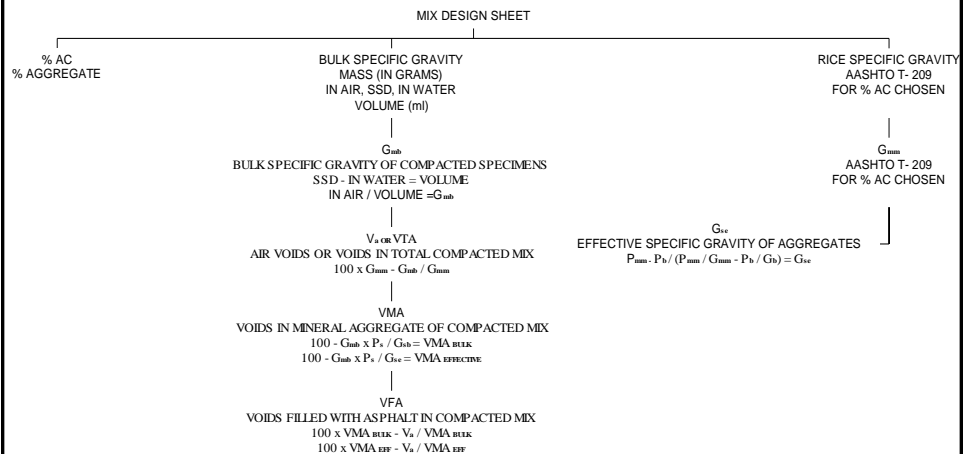 MIX DESIGN SHEET
% AC
% AGGREGATE
BULK SPECIFIC GRAVITY
MASS (IN GRAMS)
IN AIR, SSD, IN WATER
VOLUME (ml)
Gmb
BULK SPECIFIC GRAVITY OF COMPACTED SPECIMENS
SSD - IN WATER = VOLUME
IN AIR / VOLUME =Gmb
Va OR VTA
AIR VOIDS OR VOIDS IN TOTAL COMPACTED MIX
100 x Gmm - Gmb / Gmm
VMA
VOIDS IN MINERAL AGGREGATE OF COMPACTED MIX
100 - Gmb x Ps / Gsb = VMA BULK
100 - Gmb x Ps / Gse = VMA EFFECTIVE
VFA
VOIDS FILLED WITH ASPHALT IN COMPACTED MIX
100 x VMA BULK - Va / VMA BULK
100 x VMA EFF - Va / VMA EFF
RICE SPECIFIC GRAVITY
AASHTO T- 209
FOR % AC CHOSEN
Gmm
AASHTO T- 209
FOR % AC CHOSEN
Gse
EFFECTIVE SPECIFIC GRAVITY OF AGGREGATES
Pmm - Pb / (Pmm / Gmm - Pb / Gb) = Gse